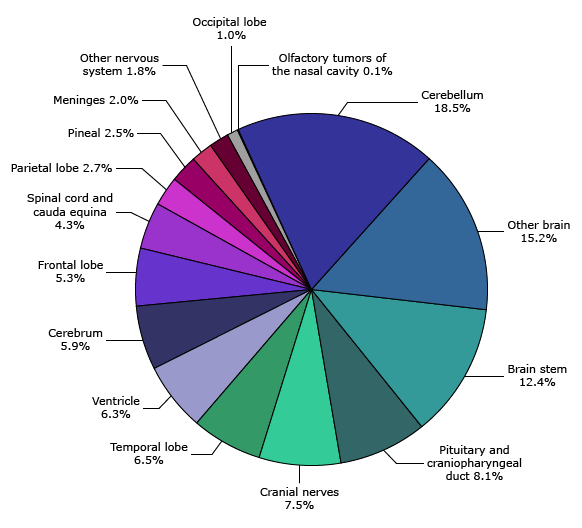 Occipital lobe
1.0%
Olfactory tumors of
the nasal cavity 0.1%
Cerebellum
18.5%
Other brain
15.2%
Brain stem
12.4%
Pituitary and
craniopharyngeal
duct 8.1%
Cranial nerves
7.5%
Temporal lobe
6.5%
Ventricle
6.3%
Cerebrum
5.9%
Frontal lobe
5.3%
Spinal cord and
cauda equina
4.3%
Parietal lobe 2.7%
Pineal 2.5%
Meninges 2.0%
Other nervous
system 1.8%